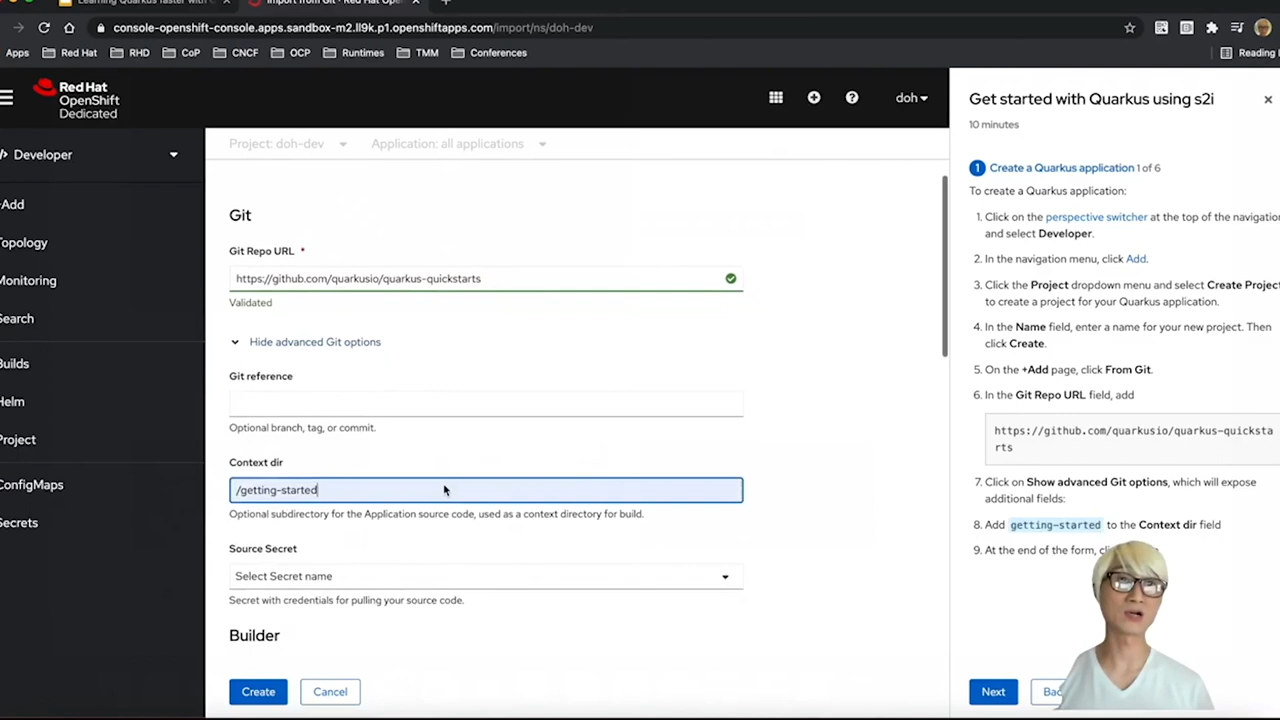 Learning Quarkus faster with
Import from Git · Red Hat Open
console-openshift-console.apps.sandbox-m2.ll9k.p1.openshiftapps.com/import/ns/doh-dev
Apps Red Hat RHD CoP CNCF OCP Runtimes TMM Conferences Reading
Red Hat
OpenShift
Dedicated
doh
Developer
Project: doh-dev Application: all applications
Add
Topology
Monitoring
Search
Builds
Helm
Project
ConfigMaps
Secrets
Git
Git Repo URL *
https://github.com/quarkusio/quarkus-quickstarts
Validated
Hide advanced Git options
Git reference
Optional branch, tag, or commit.
Context dir
/getting-started
Optional subdirectory for the Application source code, used as a context directory for build.
Source Secret
Select Secret name
Secret with credentials for pulling your source code.
Builder
Create Cancel
Get started with Quarkus using s2i
10 minutes
1 Create a Quarkus application 1 of 6
To create a Quarkus application:
1. Click on the perspective switcher at the top of the navigation
and select Developer.
2. In the navigation menu, click Add.
3. Click the Project dropdown menu and select Create Project
to create a project for your Quarkus application.
4. In the Name field, enter a name for your new project. Then
click Create.
5. On the +Add page, click From Git.
6. In the Git Repo URL field, add
https://github.com/quarkusio/quarkus-quicksta
rts
7. Click on Show advanced Git options, which will expose
additional fields:
8. Add getting-started to the Context dir field
9. At the end of the form,
Next